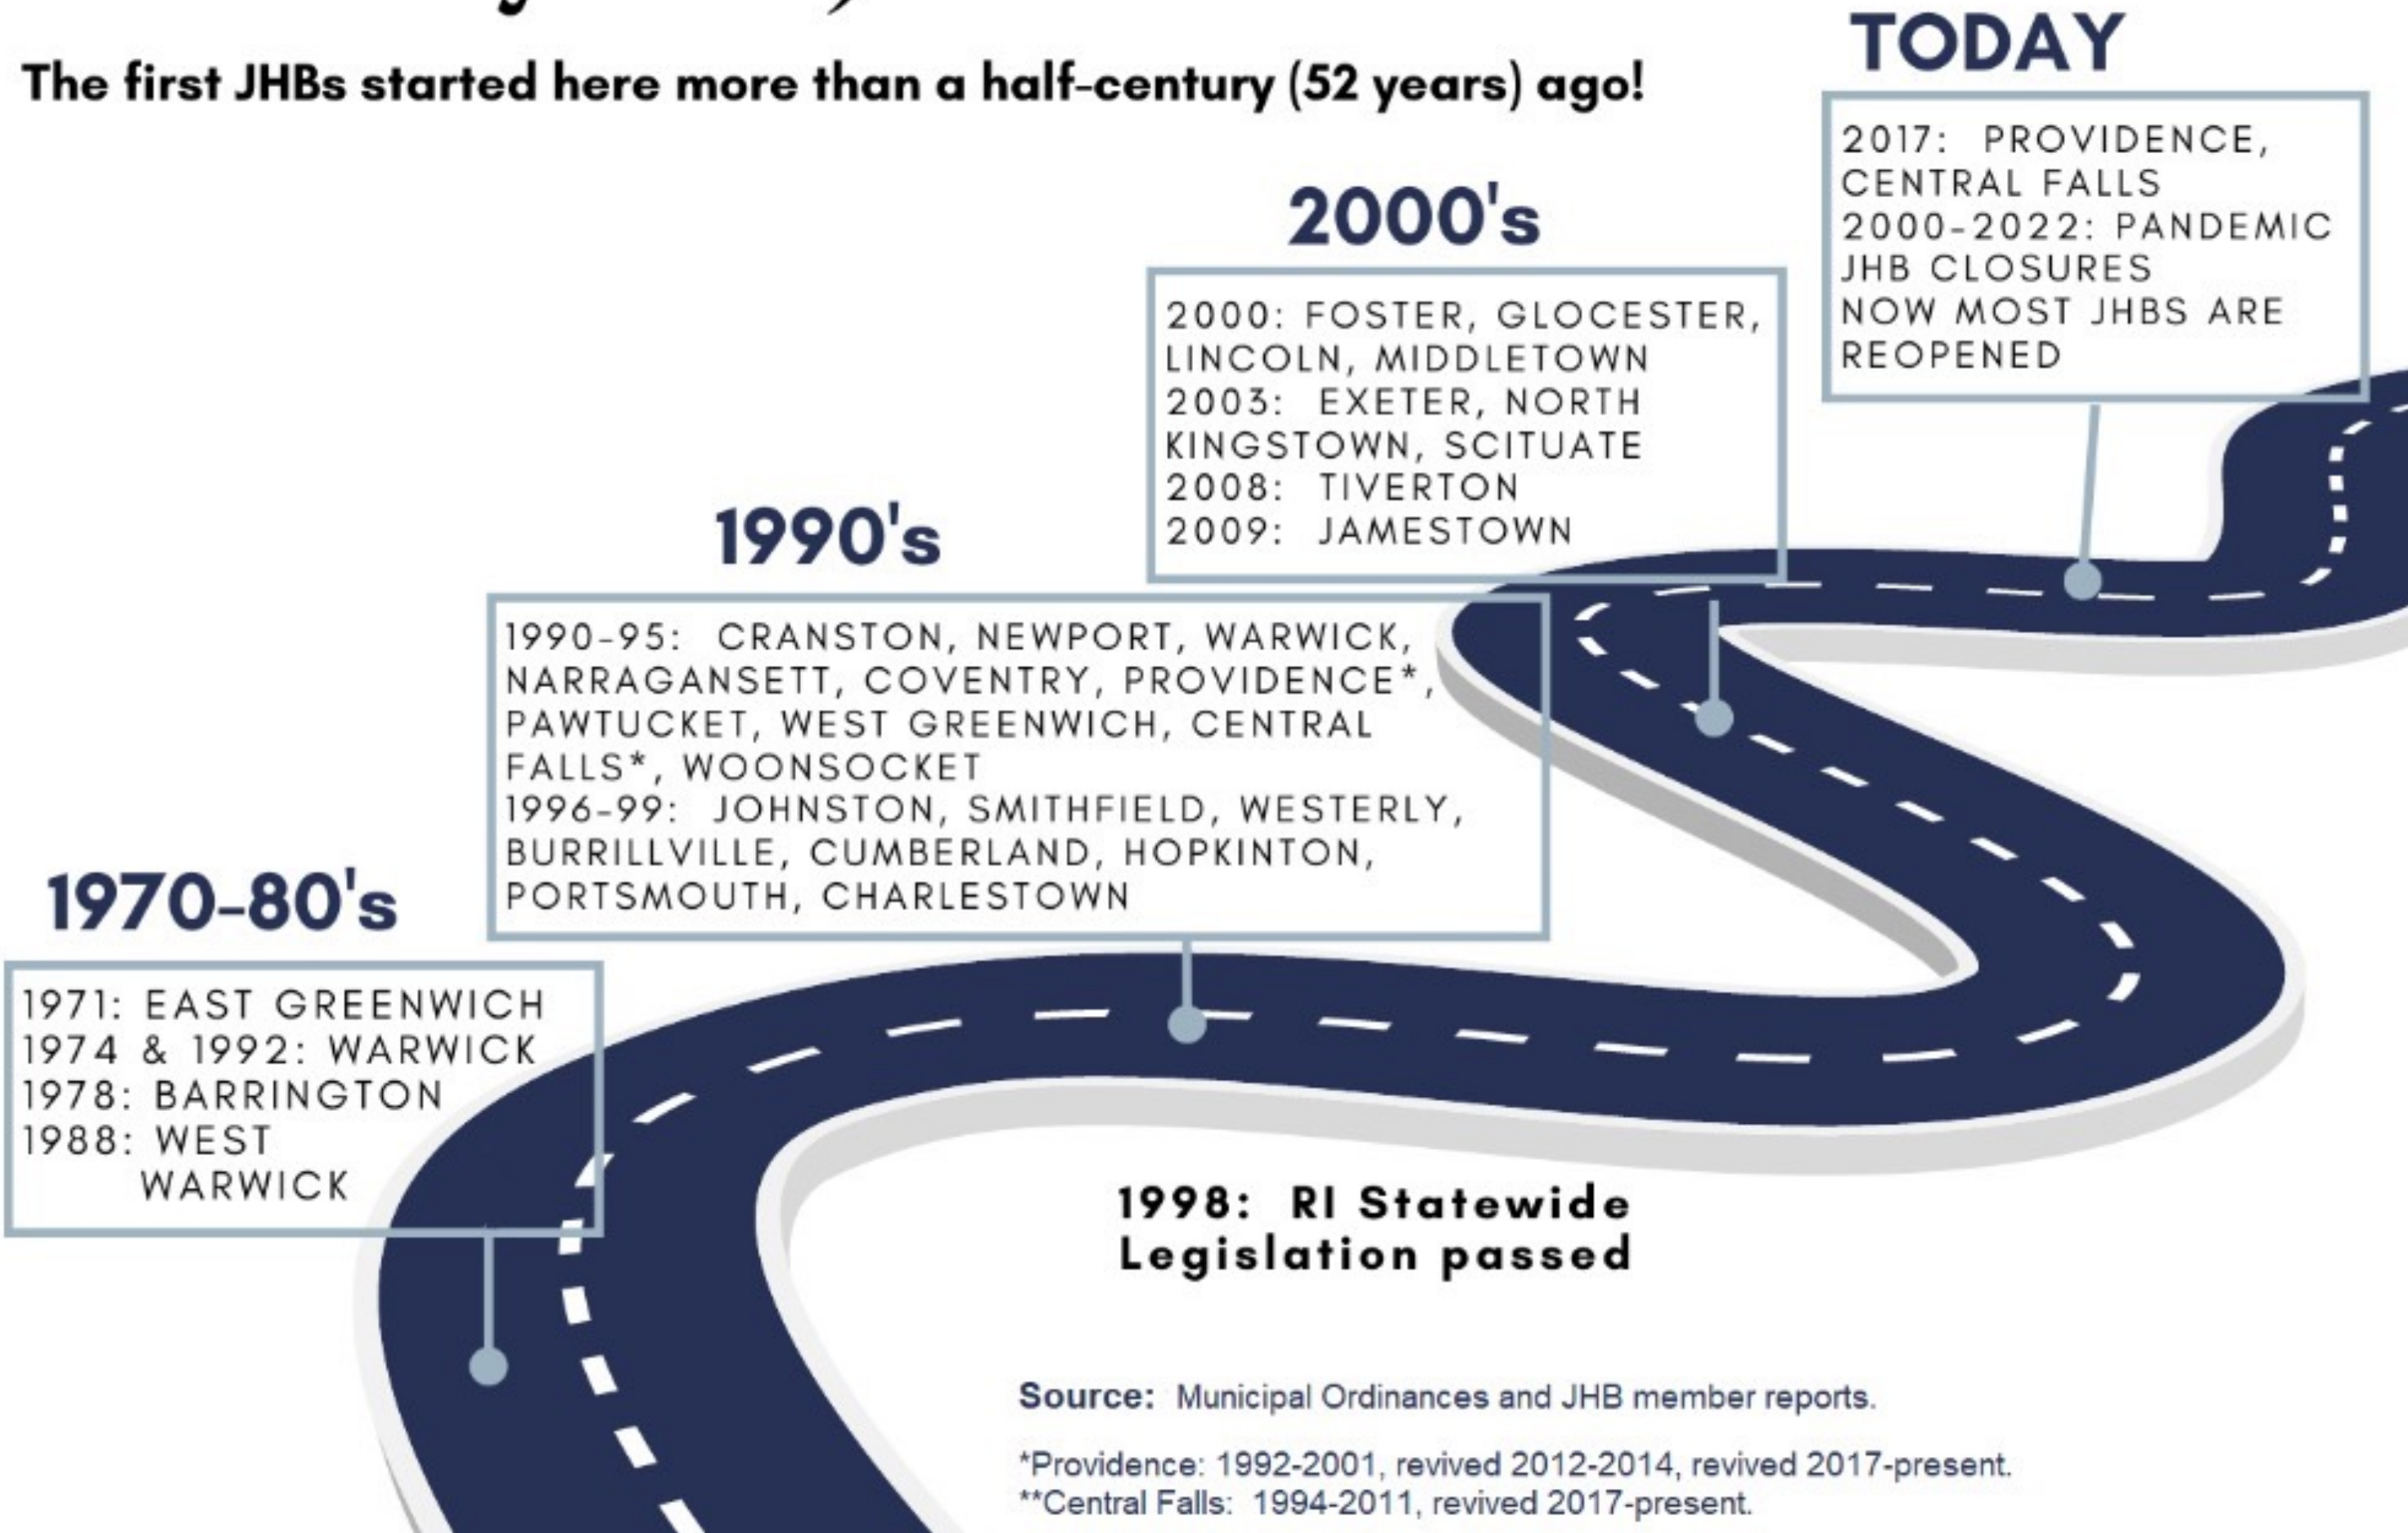 The first JHBs started here more than a half-century (52 years) ago!
TODAY
2017: PROVIDENCE,
CENTRAL FALLS
2000-2022: PANDEMIC
JHB CLOSURES
NOW MOST JHBS ARE
REOPENED
2000's
2000: FOSTER, GLOCESTER,
LINCOLN, MIDDLETOWN
2003: EXETER, NORTH
KINGSTOWN, SCITUATE
2008: TIVERTON
2009: JAMESTOWN
1990's
1990-95: CRANSTON, NEWPORT, WARWICK,
NARRAGANSETT, COVENTRY, PROVIDENCE*,
PAWTUCKET, WEST GREENWICH, CENTRAL
FALLS*, WOONSOCKET
1996-99: JOHNSTON, SMITHFIELD, WESTERLY,
BURRILLVILLE, CUMBERLAND, HOPKINTON,
PORTSMOUTH, CHARLESTOWN
1970-80's
1971: EAST GREENWICH
1974 & 1992: WARWICK
1978: BARRINGTON
1988: WEST
WARWICK
1998: RI Statewide
Legislation passed
Source: Municipal Ordinances and JHB member reports.
*Providence: 1992-2001, revived 2012-2014, revived 2017-present.
**Central Falls: 1994-2011, revived 2017-present.